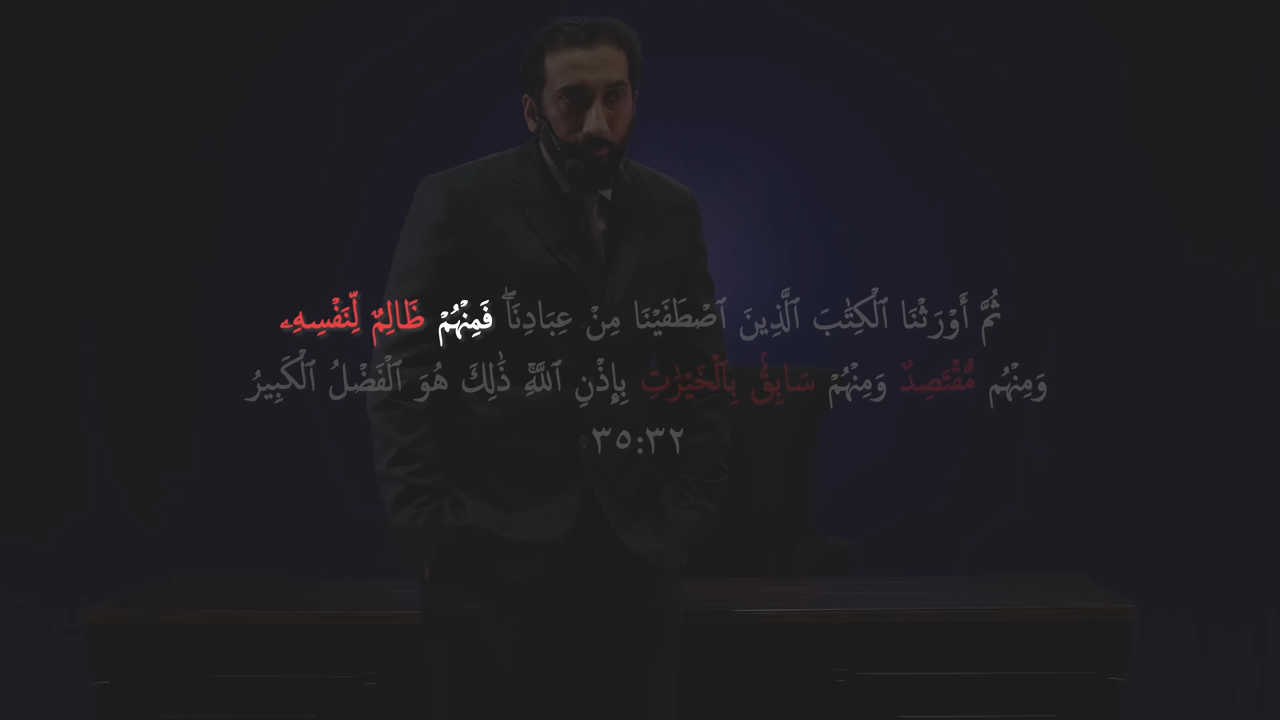 ثُمَّ أَوْرَثْنَا ٱلْكِتَٰبَ ٱلَّذِينَ ٱصْطَفَيْنَا مِنْ عِبَادِنَاۖ فَمِنْهُمْ ظَالِمٌ لِّنَفْسِهِۦ
وَمِنْهُم مُّقْتَصِدٌ وَمِنْهُمْ سَابِقٌۢ بِٱلْخَيْرَٰتِ بِإِذْنِ ٱللَّهِۚ ذَٰلِكَ هُوَ ٱلْفَضْلُ ٱلْكَبِيرُ
٣٥:٣٢